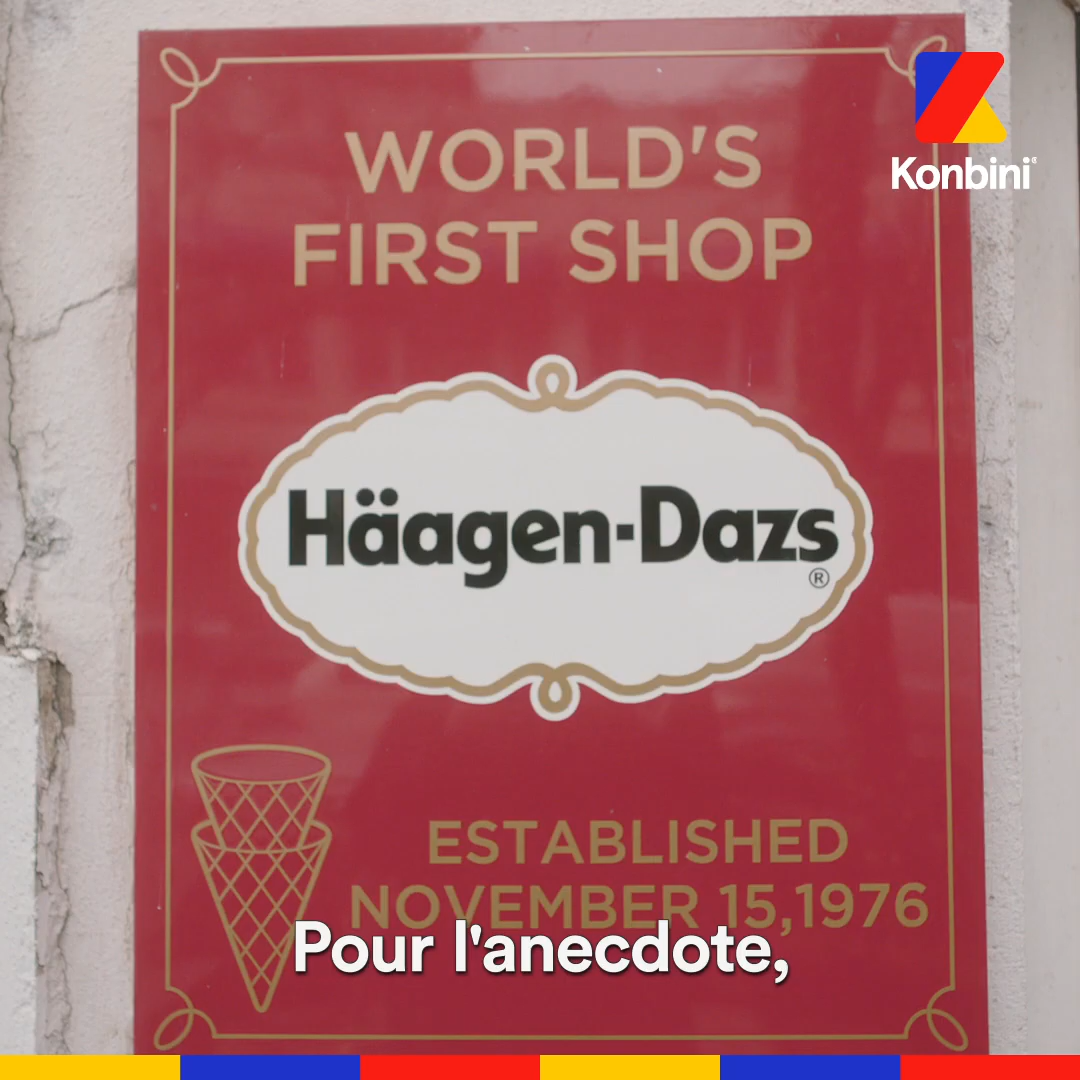 WORLD'S
FIRST SHOP
Konbini
Häagen-Dazs
®
ESTABLISHED
NOVEMBER 15,1976
Pour l'anecdote,